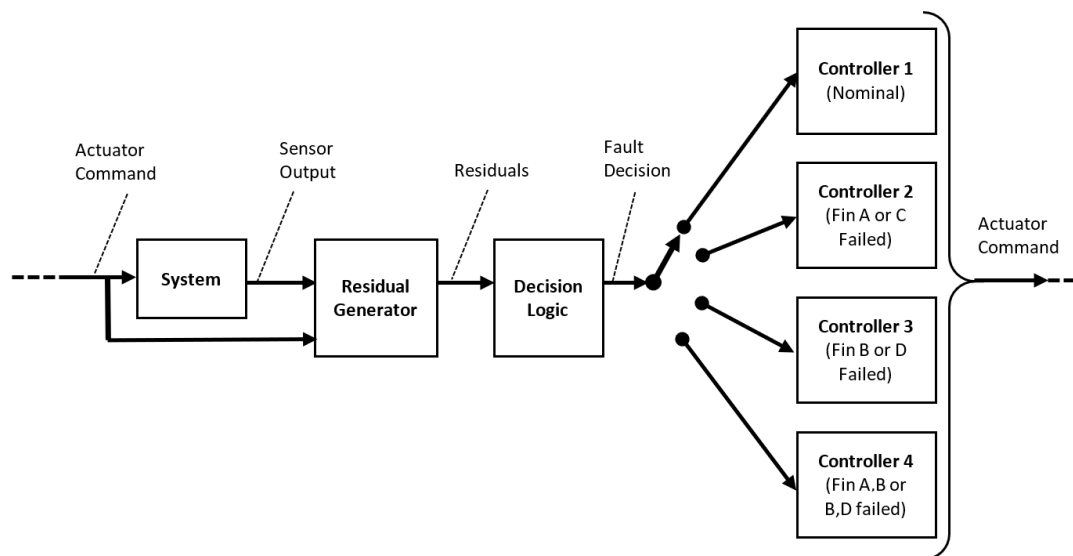 Actuator
Command
System
Sensor
Output
Residual
Generator
Residuals
Decision
Logic
Fault
Decision
Controller 1
(Nominal)
Controller 2
(Fin A or C
Failed)
Controller 3
(Fin B or D
Failed)
Controller 4
(Fin A,B or
B,D failed)
Actuator
Command